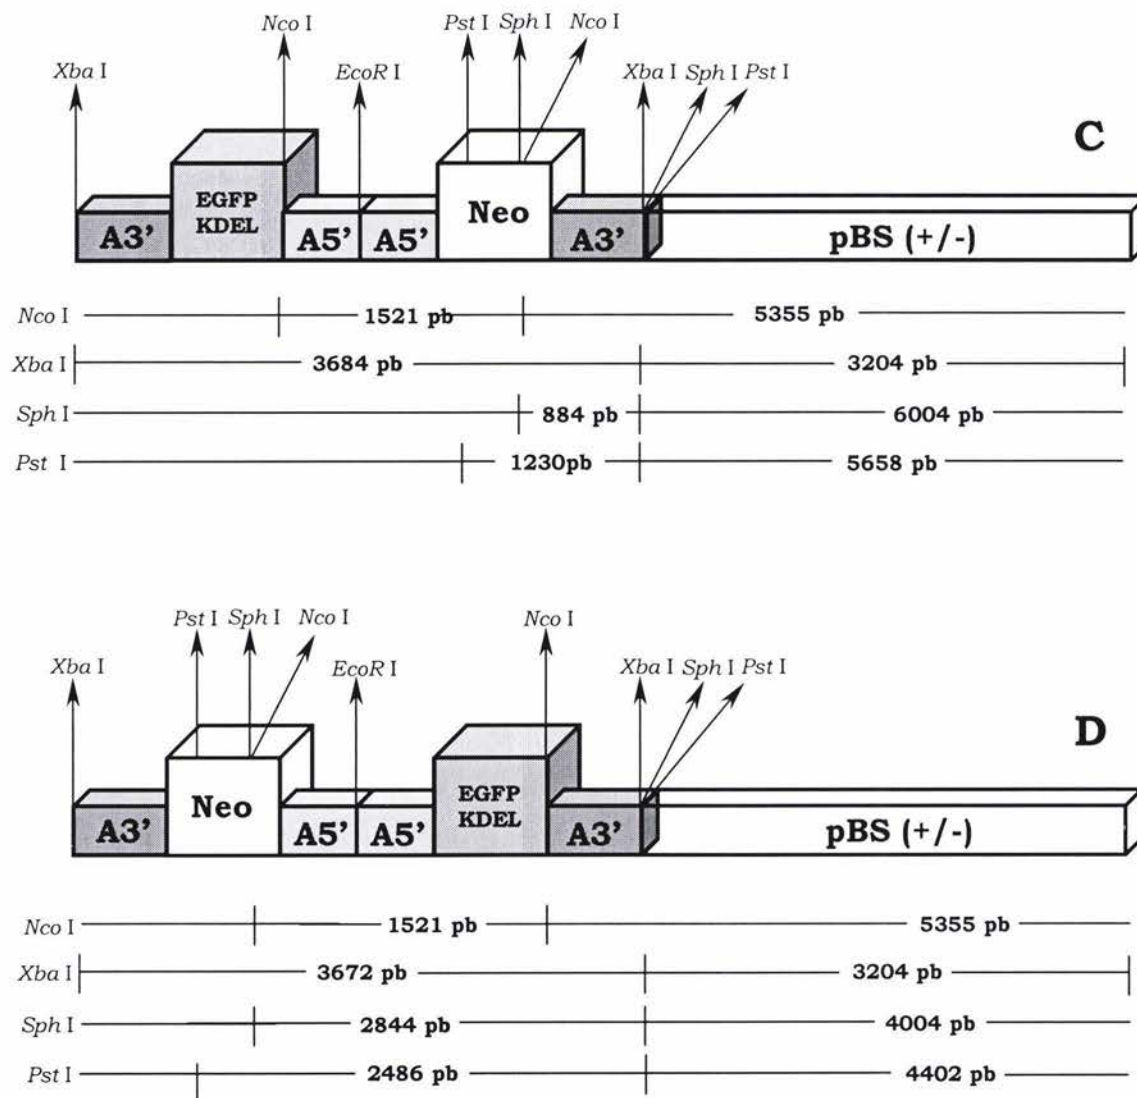 Nco I Pst I Sph I Nco I
Xba I EcoR I Xba I Sph I Pst I
C
EGFP
KDEL
Neo
A3' A5' A5' A3' pBS (+/-)
Nco I 1521 pb 5355 pb
Xba I 3684 pb 3204 pb
Sph I 884 pb 6004 pb
Pst I 1230pb 5658 pb
Pst I Sph I Nco I Nco I
Xba I EcoR I Xba I Sph I Pst I
D
EGFP
KDEL
Neo
A3' A5' A5' A3' pBS (+/-)
Nco I 1521 pb 5355 pb
Xba I 3672 pb 3204 pb
Sph I 2844 pb 4004 pb
Pst I 2486 pb 4402 pb